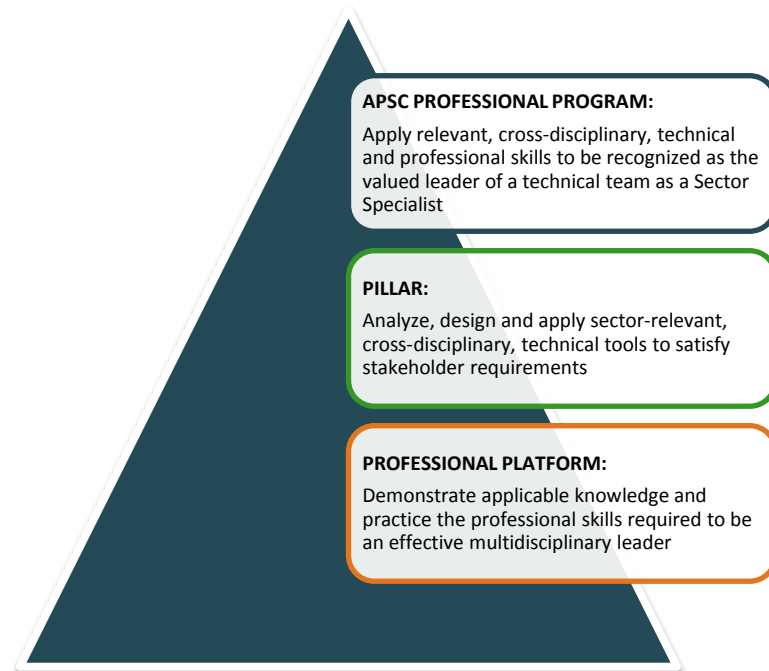 APSC PROFESSIONAL PROGRAM:
Apply relevant, cross-disciplinary, technical
and professional skills to be recognized as the
valued leader of a technical team as a Sector
Specialist
PILLAR:
Analyze, design and apply sector-relevant,
cross-disciplinary, technical tools to satisfy
stakeholder requirements
PROFESSIONAL PLATFORM:
Demonstrate applicable knowledge and
practice the professional skills required to be
an effective multidisciplinary leader